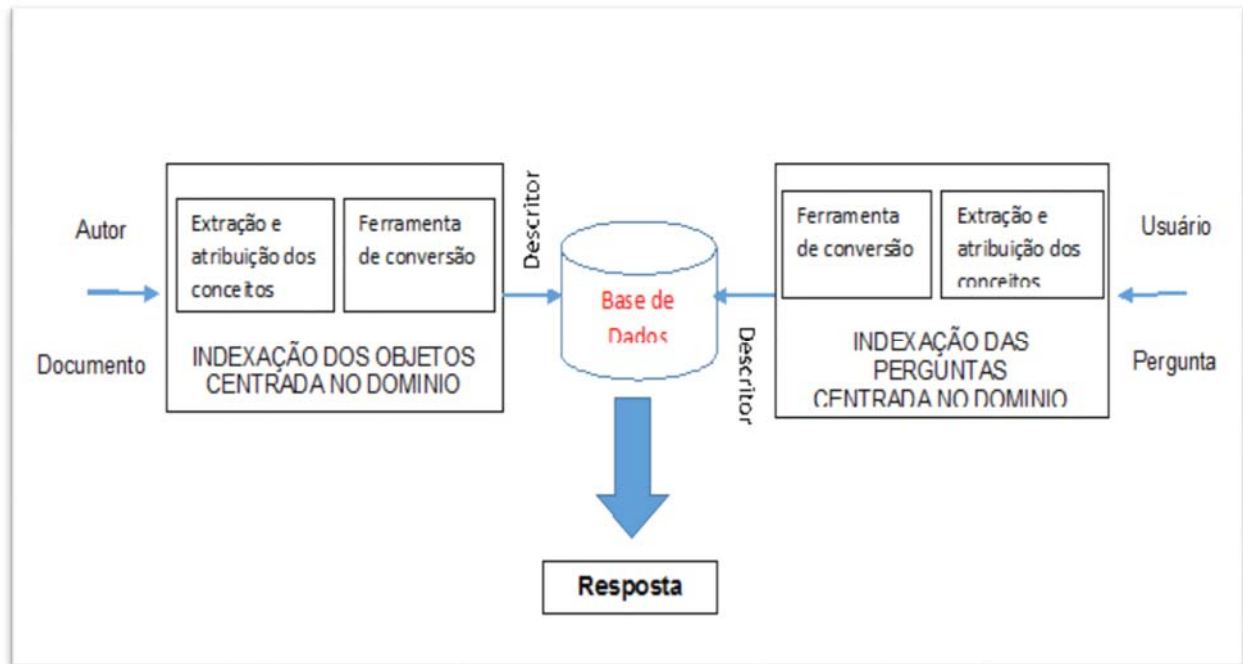 Autor
Documento
Extração e
atribuição dos
conceitos
Ferramenta
de conversão
INDEXAÇÃO DOS OBJETOS
CENTRADA NO DOMINIO
Descritor
Base de
Dados
Descritor
Ferramenta
de conversão
Extração e
atribuição dos
conceitos
INDEXAÇÃO DAS
PERGUNTAS
CENTRADA NO DOMINIO
Usuário
Pergunta
Resposta